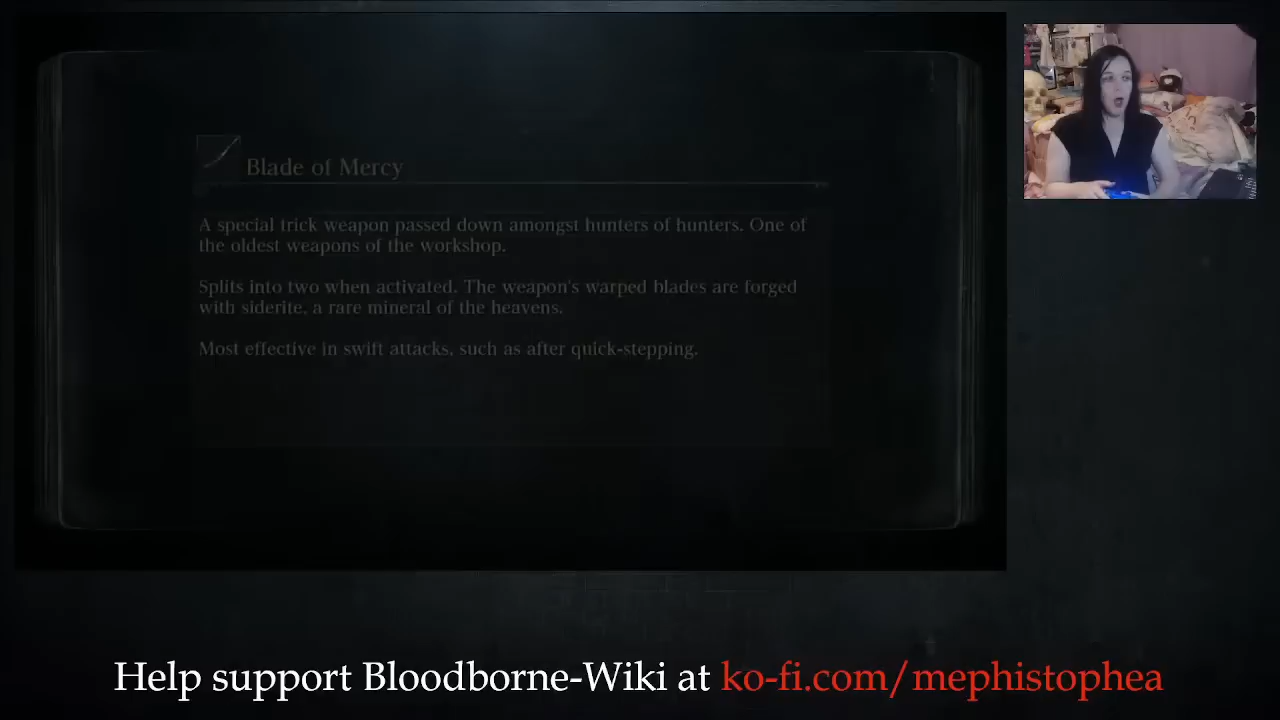 Blade of Mercy
A special trick weapon passed down amongst hunters of hunters. One of
the oldest weapons of the workshop.
Splits into two when activated. The weapon's warped blades are forged
with siderite, a rare mineral of the heavens.
Most effective in swift attacks, such as after quick-stepping.
Help support Bloodborne-Wiki at ko-fi.com/mephistophea